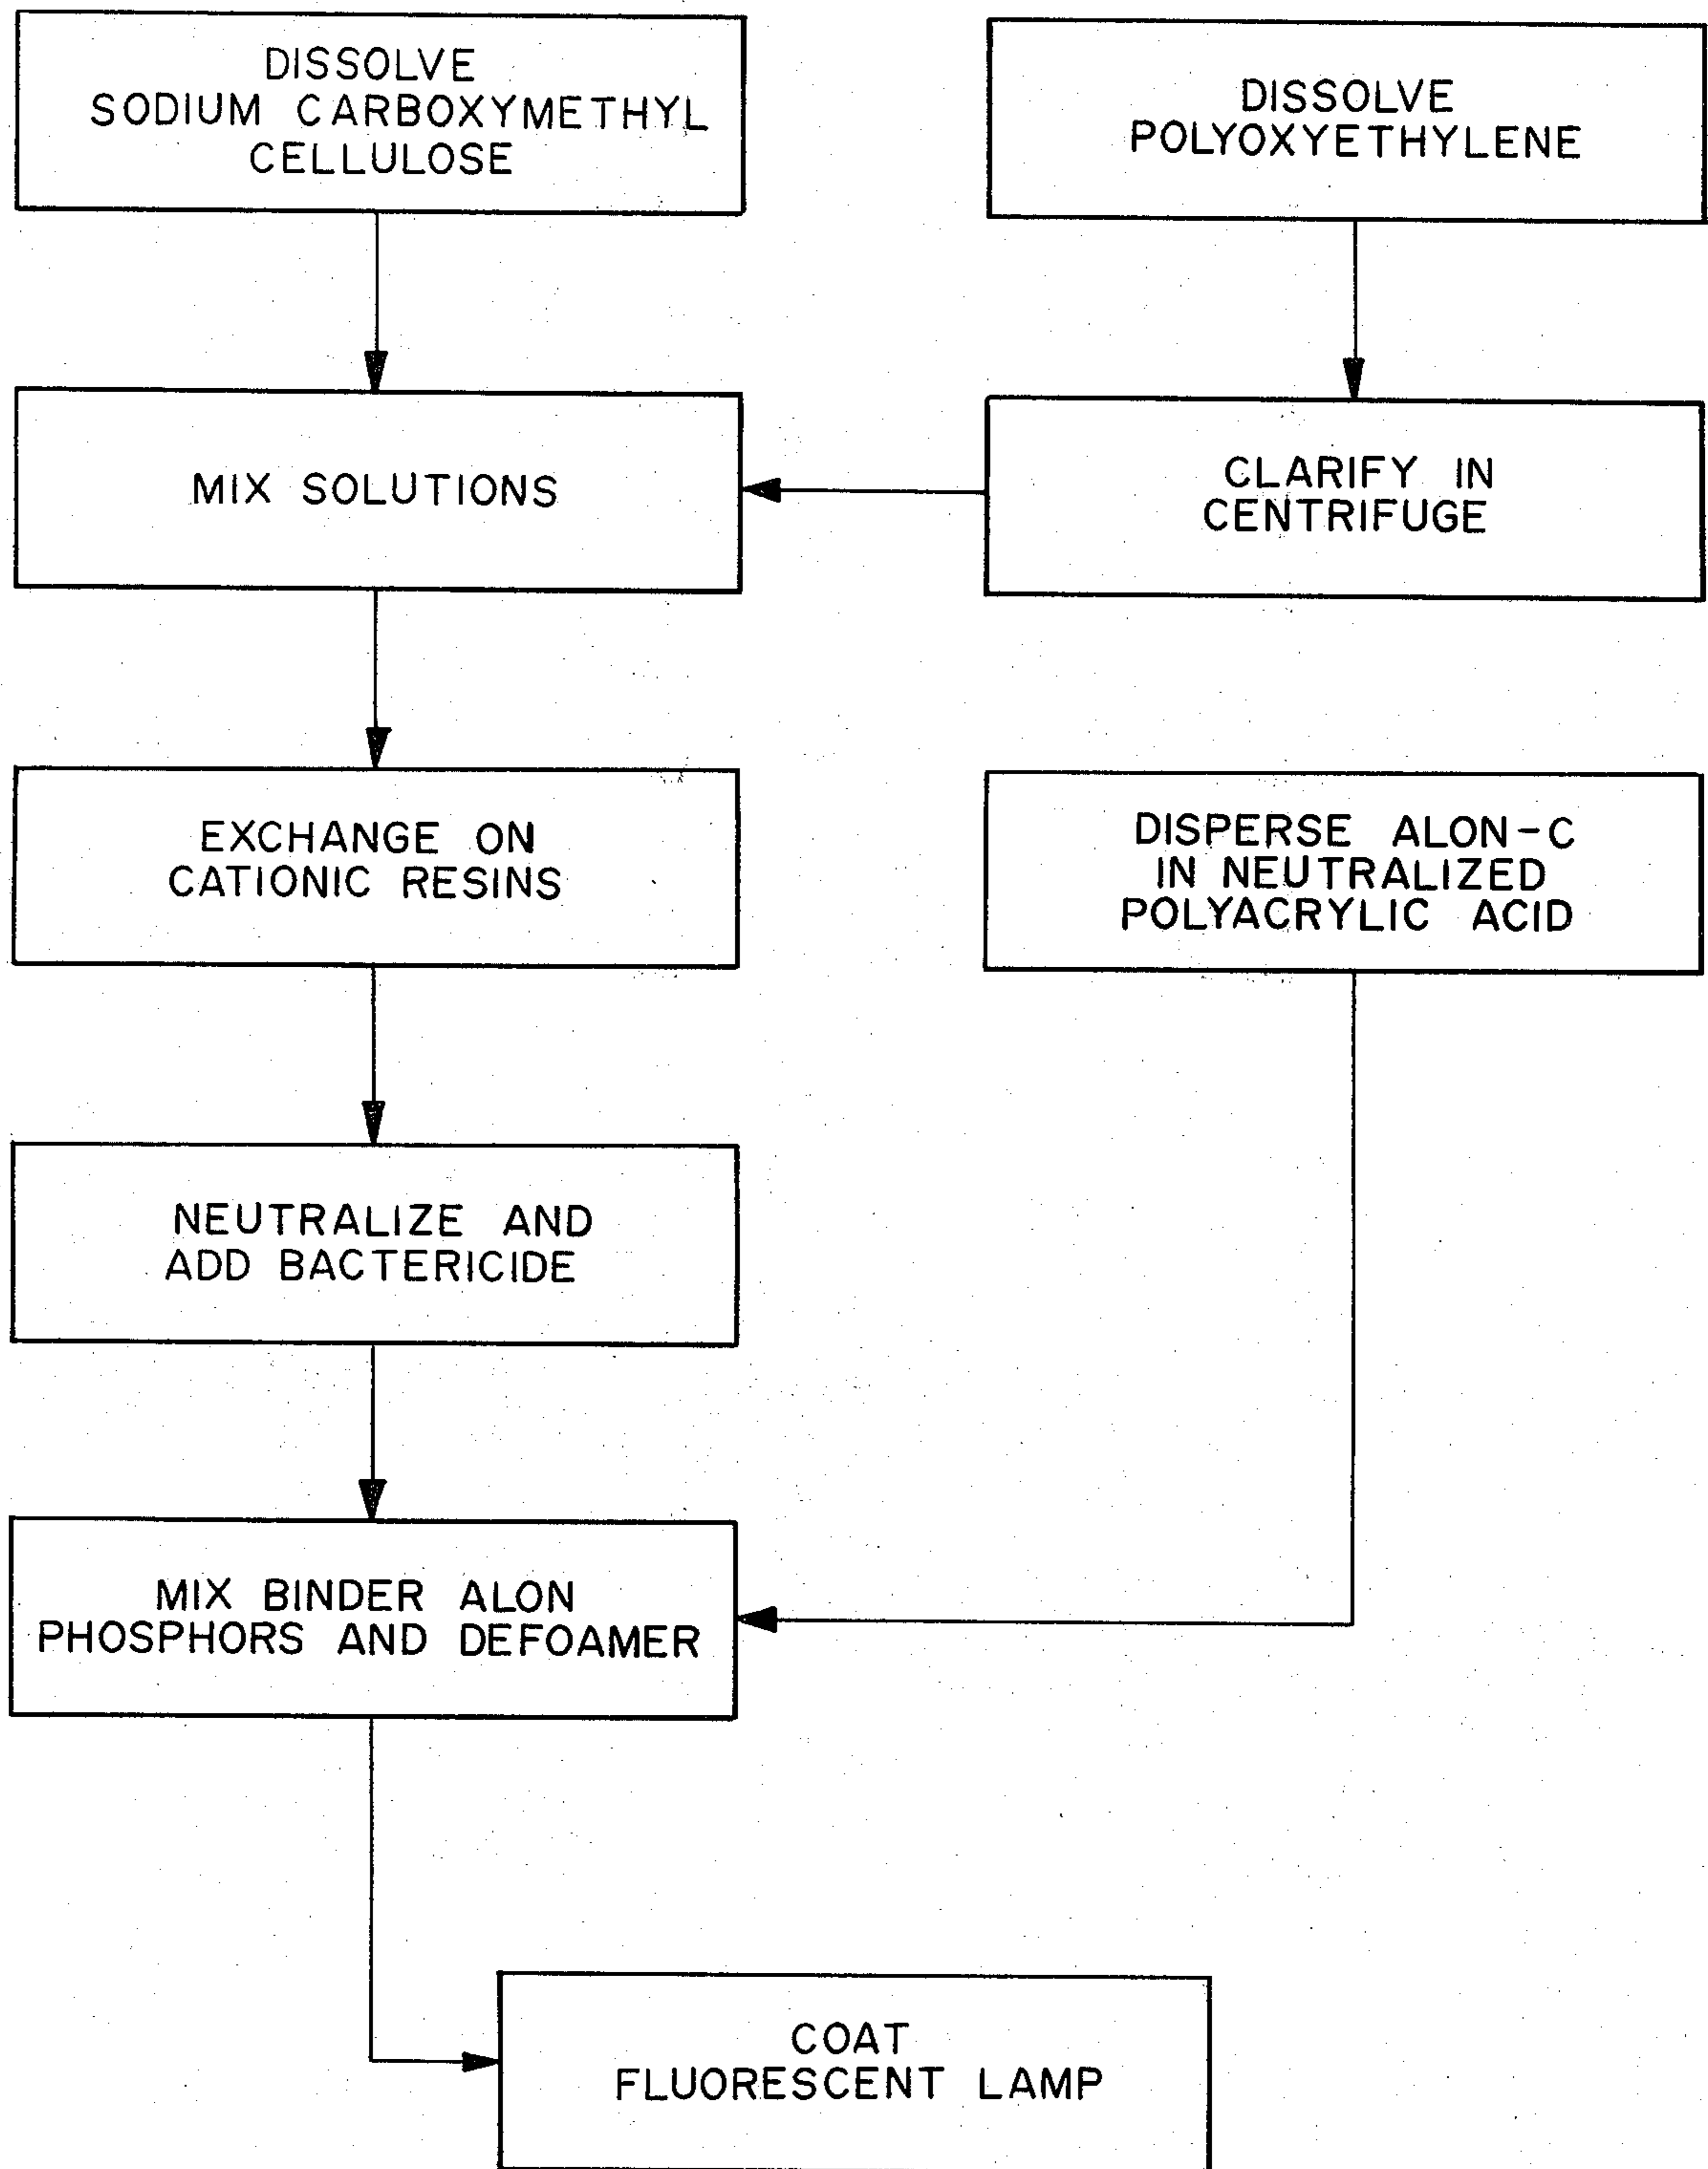 DISSOLVE
SODIUM CARBOXYMETHYL
CELLULOSE
DISSOLVE
POLYOXYETHYLENE
MIX SOLUTIONS
CLARIFY IN
CENTRIFUGE
EXCHANGE ON
CATIONIC RESINS
DISPERSE ALON-C
IN NEUTRALIZED
POLYACRYLIC ACID
NEUTRALIZE AND
ADD BACTERICIDE
MIX BINDER ALON
PHOSPHORS AND DEFOAMER
COAT
FLUORESCENT LAMP